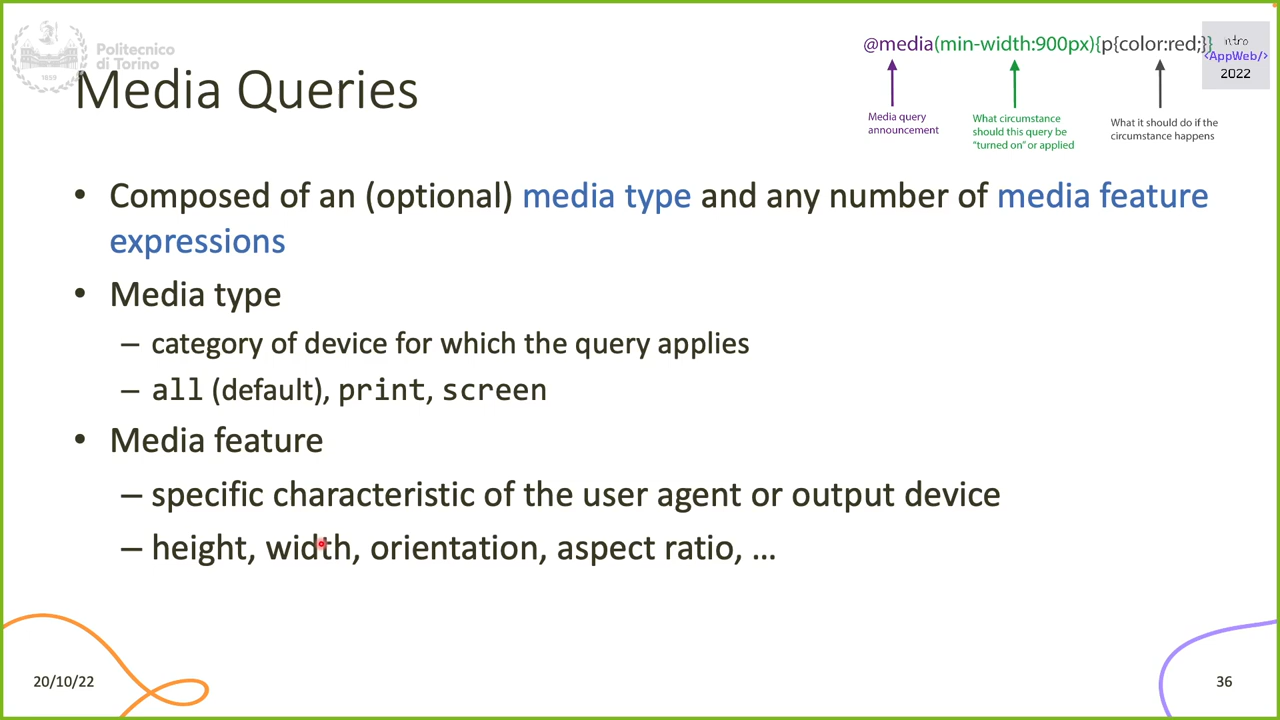 Politecnico
di Torino
1859
Media Queries
@media(min-width:900px){p{color:red;}}
Media query
announcement
What circumstance
should this query be
"turned on" or applied
What it should do if the
circumstance happens
intro
<AppWeb/>
2022
• Composed of an (optional) media type and any number of media feature
expressions
• Media type
– category of device for which the query applies
– all (default), print, screen
• Media feature
– specific characteristic of the user agent or output device
– height, width, orientation, aspect ratio, …
20/10/22
36